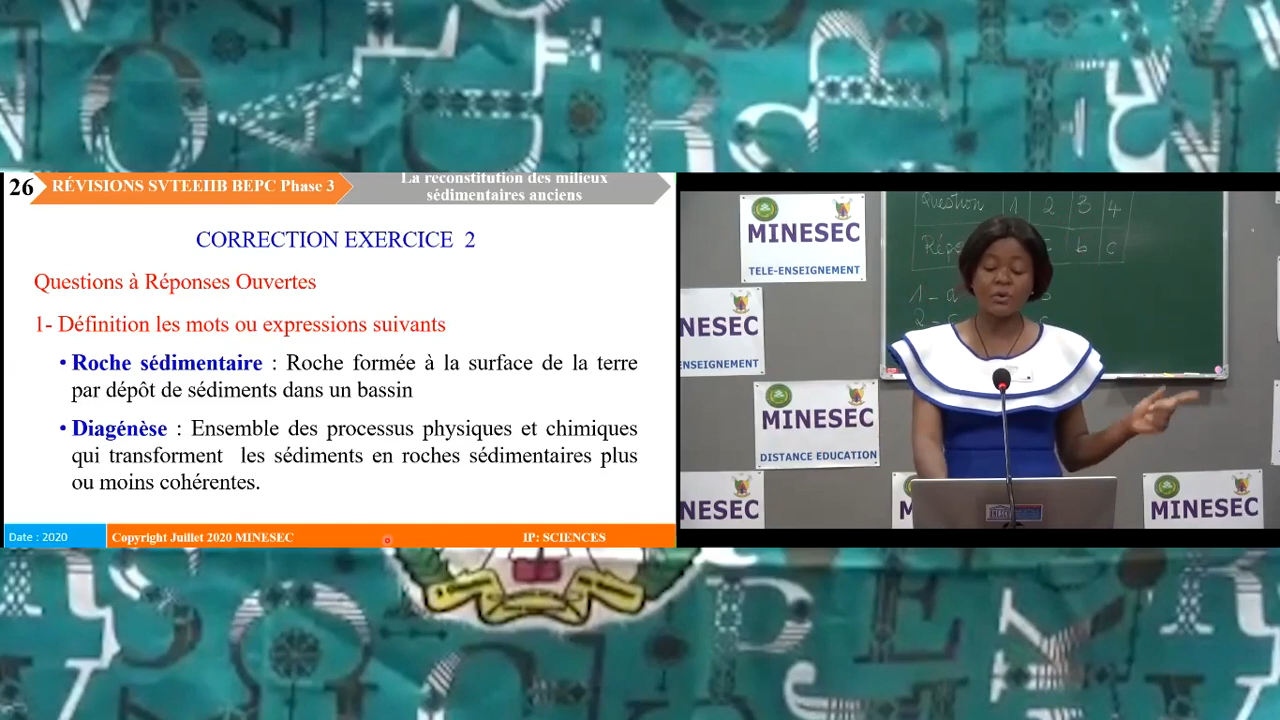 26
RÉVISIONS SVTEEHB BEPC Phase 3
La reconstitution des milieux
sédimentaires anciens
CORRECTION EXERCICE 2
Questions à Réponses Ouvertes
1- Définition les mots ou expressions suivants
• Roche sédimentaire : Roche formée à la surface de la terre
par dépôt de sédiments dans un bassin
• Diagénèse : Ensemble des processus physiques et chimiques
qui transforment les sédiments en roches sédimentaires plus
ou moins cohérentes.
Date : 2020
Copyright Juillet 2020 MINESEC
IP: SCIENCES
Question 1 2 3 4
b c
1 - a
2 -
MINESEC
TELE-ENSEIGNEMENT
NESEC
ENSEIGNEMENT
MINESEC
DISTANCE EDUCATION
NESEC
M
MINESEC